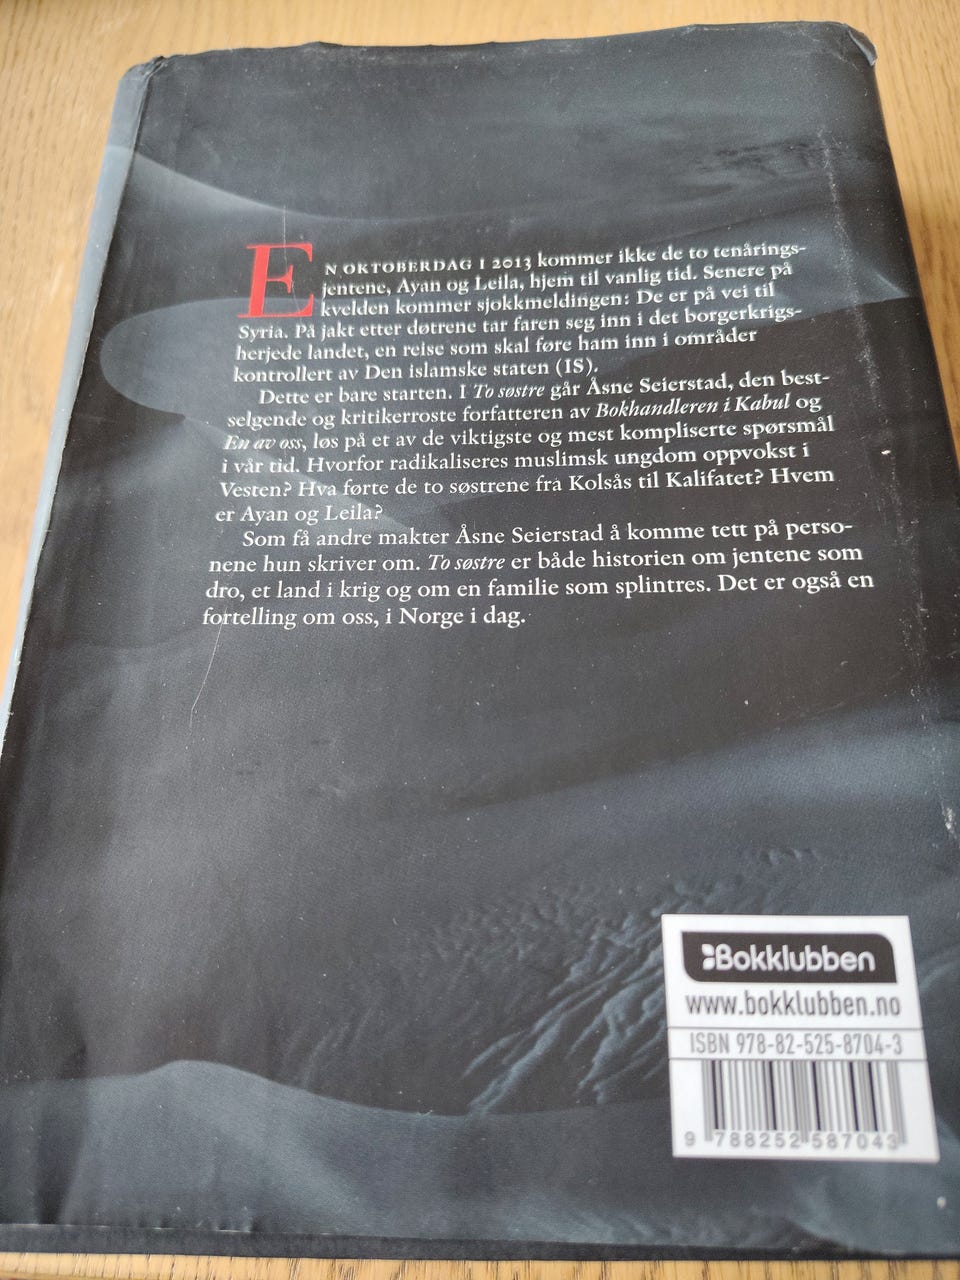 EN OKTOBERDAG I 2013 kommer ikke de to tenårings-
jentene, Ayan og Leila, hjem til vanlig tid. Senere på
kvelden kommer sjokkmeldingen: De er på vei til
Syria. På jakt etter døtrene tar faren seg inn i det borgerkrigs-
herjede landet, en reise som skal føre ham inn i områder
kontrollert av Den islamske staten (IS).
Dette er bare starten. I To søstre går Åsne Seierstad, den best-
selgende og kritikerroste forfatteren av Bokhandleren i Kabul og
En av oss, løs på et av de viktigste og mest kompliserte spørsmål
i vår tid. Hvorfor radikaliseres muslimsk ungdom oppvokst i
Vesten? Hva førte de to søstrene fra Kolsås til Kalifatet? Hvem
er Ayan og Leila?
Som få andre makter Åsne Seierstad å komme tett på perso-
nene hun skriver om. To søstre er både historien om jentene som
dro, et land i krig og om en familie som splintres. Det er også en
fortelling om oss, i Norge i dag.
Bokklubben
www.bokklubben.no
ISBN 978-82-525-8704-3
9 788252 587043